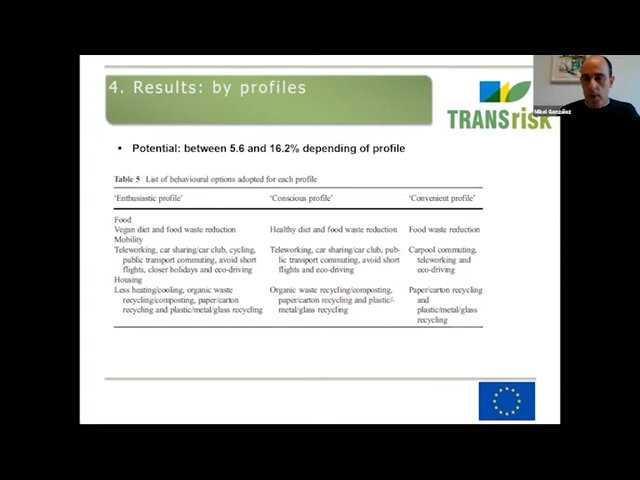 4. Results: by profiles
TRANSrisk
Mikel González
• Potential: between 5.6 and 16.2% depending of profile
Table 5 List of behavioural options adopted for each profile
'Enthusiastic profile' 'Conscious profile' 'Convenient profile'
Food
Vegan diet and food waste reduction Healthy diet and food waste reduction Food waste reduction
Mobility
Teleworking, car sharing/car club, cycling, Teleworking, car sharing/car club, pub- Carpool commuting,
public transport commuting, avoid short lic transport commuting, avoid short teleworking and
flights, closer holidays and eco-driving flights and eco-driving eco-driving
Housing
Less heating/cooling, organic waste Organic waste recycling/composting, Paper/carton recycling
recycling/composting, paper/carton paper/carton recycling and plastic/- and
recycling and plastic/metal/glass recycling metal/glass recycling plastic/metal/glass
recycling